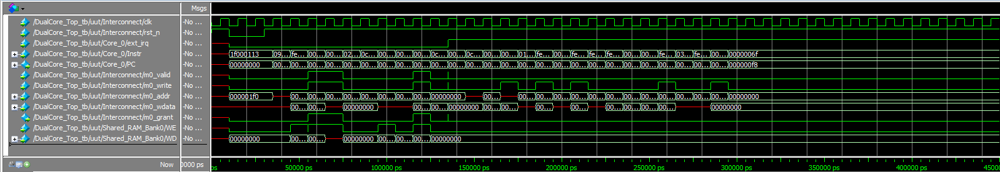 Msgs
/DualCore_Top_tb/uut/Interconnect/clk -No ...
/DualCore_Top_tb/uut/Interconnect/rst_n -No ...
/DualCore_Top_tb/uut/Core_0/ext_irq -No ...
/DualCore_Top_tb/uut/Core_0/Instr -No ... 1f000113 09... fe... 00... 00... 02... 0c... 00... 00... 00... 0c... 00... 0c... 00... 00... 01... fe... fe... fe... fe... 00... 00... fe... 03... fe... 00... 0000006f
/DualCore_Top_tb/uut/Core_0/PC -No ... 00000000 00... 00... 00... 00... 00... 00... 00... 00... 00... 00... 00... 00... 00... 00... 00... 00... 00... 00... 00... 00... 00... 00... 00... 00... 00... 00... 000000f8
/DualCore_Top_tb/uut/Interconnect/m0_valid -No ...
/DualCore_Top_tb/uut/Interconnect/m0_write -No ...
/DualCore_Top_tb/uut/Interconnect/m0_addr -No ... 000001f0 00... 00... 00... 00... 00... 00... 00... 00... 00000000 00... 00... 00... 00... 00... 00... 00... 00... 00... 00... 00... 00... 00... 00000000
/DualCore_Top_tb/uut/Interconnect/m0_wdata -No ... 00... 00... 00000000 00... 00... 00000000 00... 00... 00... 00... 00... 00... 00... 00... 00000000
/DualCore_Top_tb/uut/Interconnect/m0_grant -No ...
/DualCore_Top_tb/uut/Shared_RAM_Bank0/WE -No ...
/DualCore_Top_tb/uut/Shared_RAM_Bank0/WD -No ... 00000000 00... 00... 00000000 00... 00... 00... 00000000
Now 0000 ps ps 50000 ps 100000 ps 150000 ps 200000 ps 250000 ps 300000 ps 350000 ps 400000 ps 45000